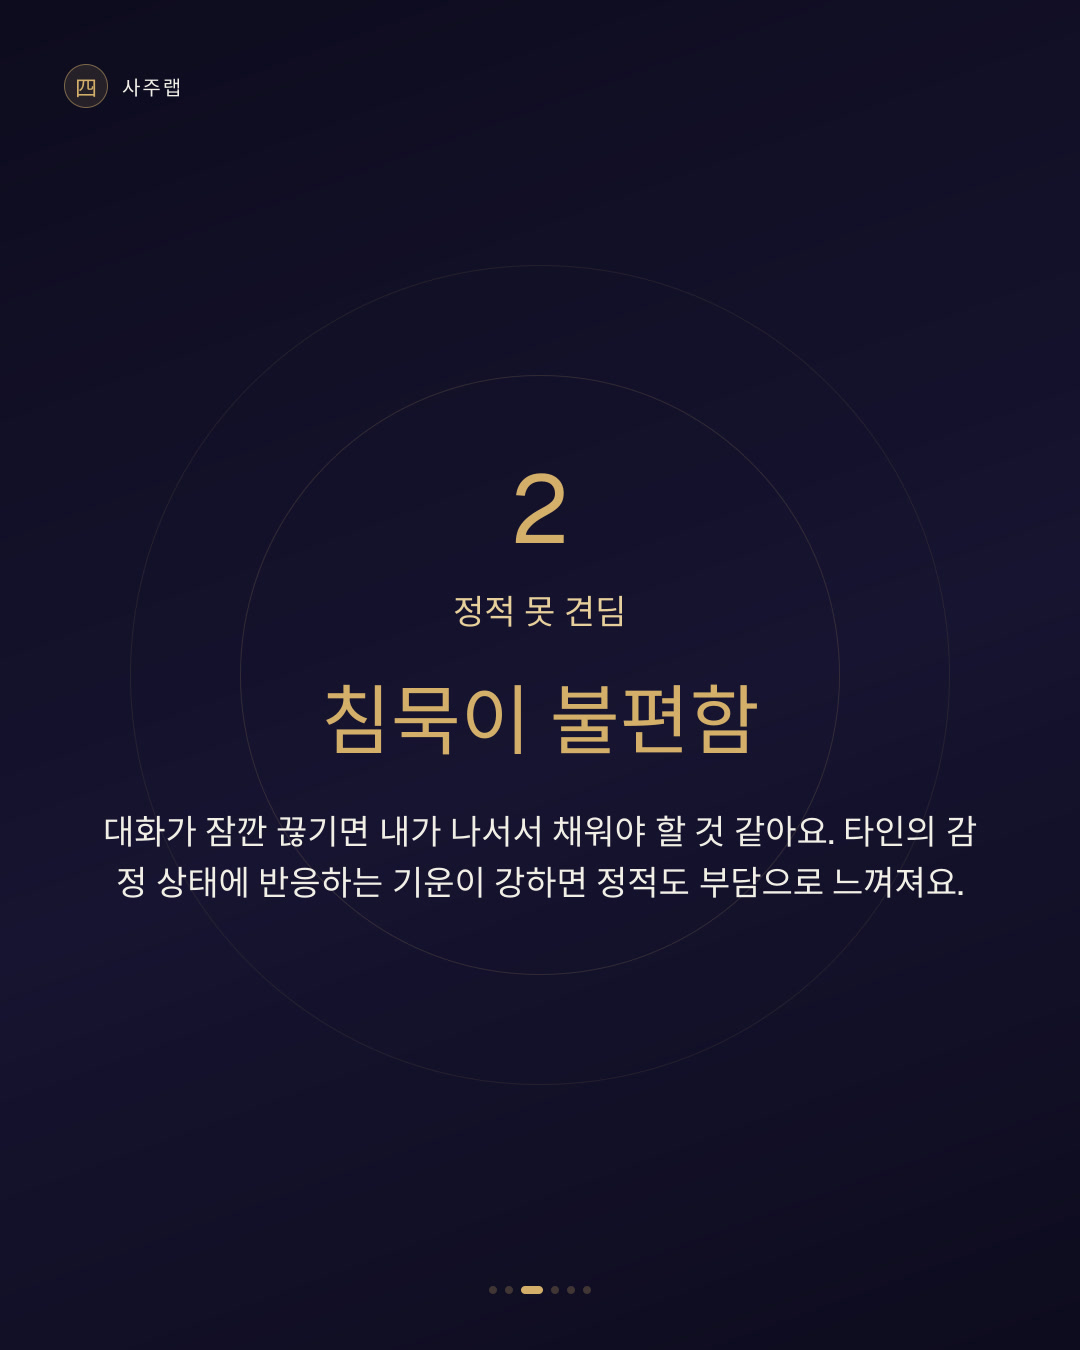 四 사주랩
2
정적 못 견딤
침묵이 불편함
대화가 잠깐 끊기면 내가 나서서 채워야 할 것 같아요. 타인의 감
정 상태에 반응하는 기운이 강하면 정적도 부담으로 느껴져요.